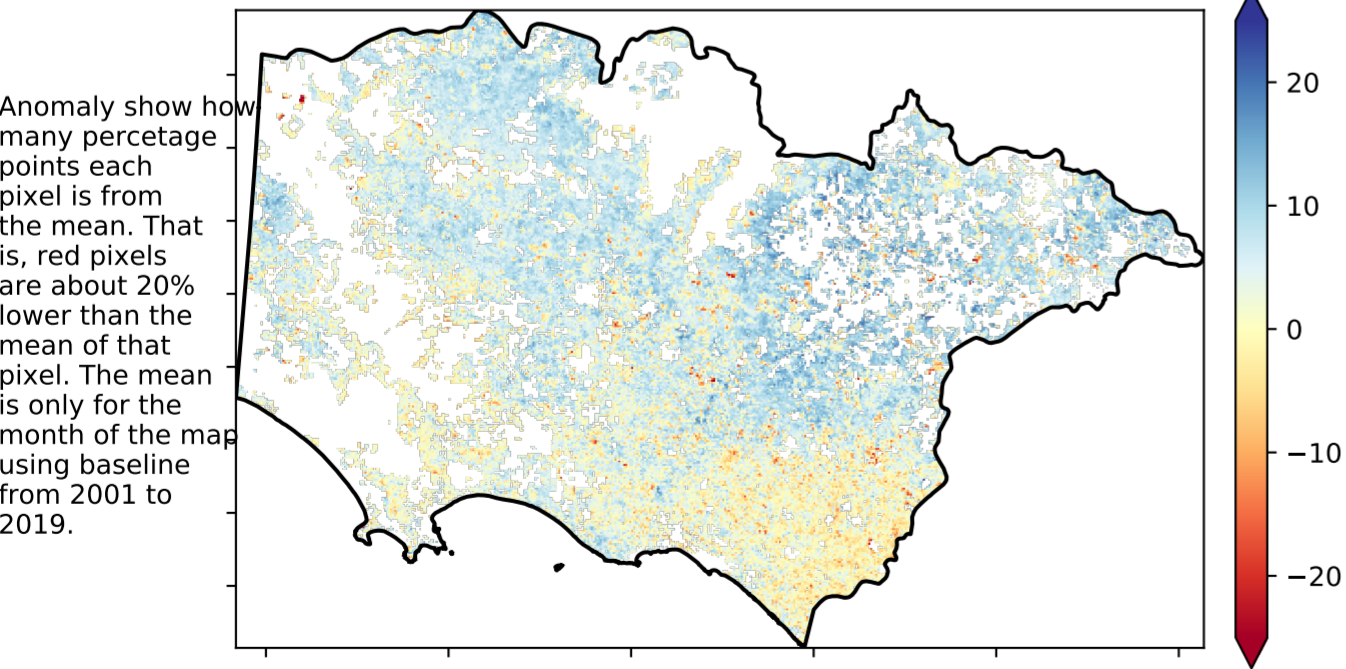 Anomaly show how
many percetage
points each
pixel is from
the mean. That
is, red pixels
are about 20%
lower than the
mean of that
pixel. The mean
is only for the
month of the map
using baseline
from 2001 to
2019.
20
10
0
−10
−20